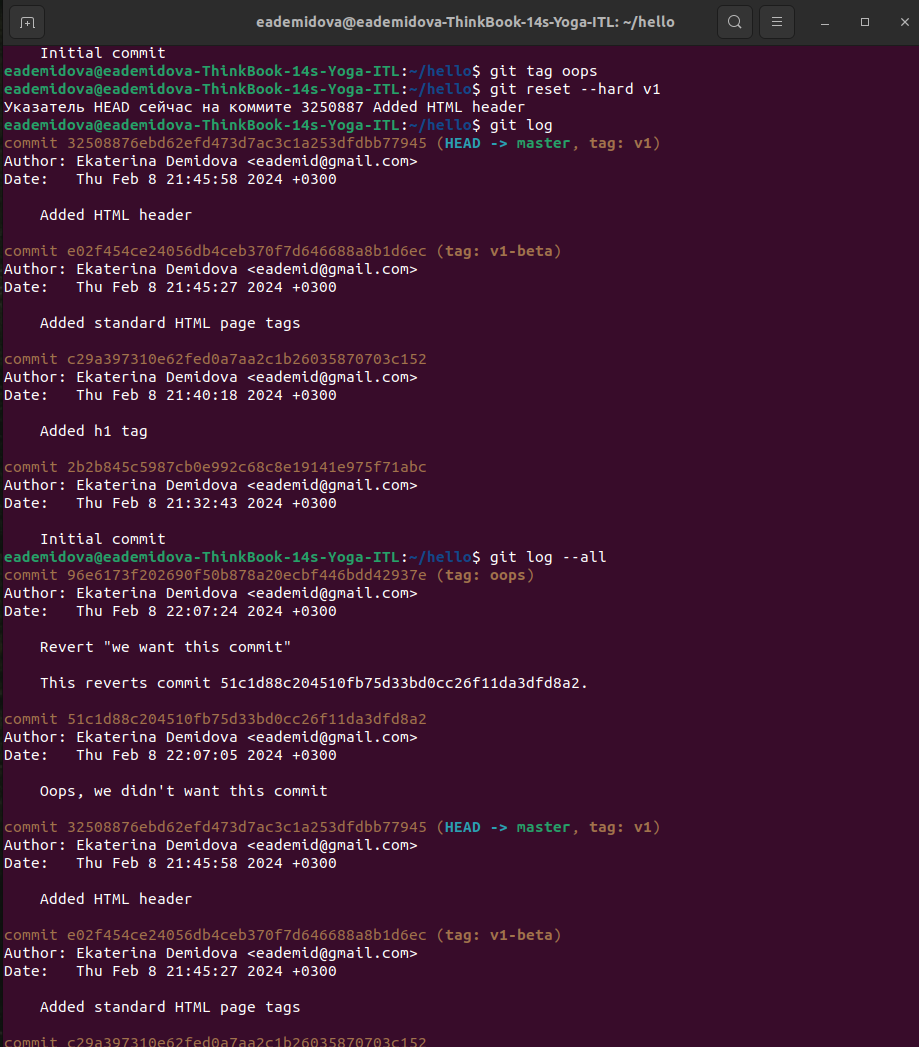 eademidova@eademidova-ThinkBook-14s-Yoga-ITL: ~/hello
Initial commit
eademidova@eademidova-ThinkBook-14s-Yoga-ITL:~/hello$ git tag oops
eademidova@eademidova-ThinkBook-14s-Yoga-ITL:~/hello$ git reset --hard v1
Указатель HEAD сейчас на коммите 3250887 Added HTML header
eademidova@eademidova-ThinkBook-14s-Yoga-ITL:~/hello$ git log
commit 32508876ebd62efd473d7ac3c1a253dfdbb77945 (HEAD -> master, tag: v1)
Author: Ekaterina Demidova <eademid@gmail.com>
Date:   Thu Feb 8 21:45:58 2024 +0300
Added HTML header
commit e02f454ce24056db4ceb370f7d646688a8b1d6ec (tag: v1-beta)
Author: Ekaterina Demidova <eademid@gmail.com>
Date:   Thu Feb 8 21:45:27 2024 +0300
Added standard HTML page tags
commit c29a397310e62fed0a7aa2c1b26035870703c152
Author: Ekaterina Demidova <eademid@gmail.com>
Date:   Thu Feb 8 21:40:18 2024 +0300
Added h1 tag
commit 2b2b845c5987cb0e992c68c8e19141e975f71abc
Author: Ekaterina Demidova <eademid@gmail.com>
Date:   Thu Feb 8 21:32:43 2024 +0300
Initial commit
eademidova@eademidova-ThinkBook-14s-Yoga-ITL:~/hello$ git log --all
commit 96e6173f202690f50b878a20ecbf446bdd42937e (tag: oops)
Author: Ekaterina Demidova <eademid@gmail.com>
Date:   Thu Feb 8 22:07:24 2024 +0300
Revert "we want this commit"
This reverts commit 51c1d88c204510fb75d33bd0cc26f11da3dfd8a2.
commit 51c1d88c204510fb75d33bd0cc26f11da3dfd8a2
Author: Ekaterina Demidova <eademid@gmail.com>
Date:   Thu Feb 8 22:07:05 2024 +0300
Oops, we didn't want this commit
commit 32508876ebd62efd473d7ac3c1a253dfdbb77945 (HEAD -> master, tag: v1)
Author: Ekaterina Demidova <eademid@gmail.com>
Date:   Thu Feb 8 21:45:58 2024 +0300
Added HTML header
commit e02f454ce24056db4ceb370f7d646688a8b1d6ec (tag: v1-beta)
Author: Ekaterina Demidova <eademid@gmail.com>
Date:   Thu Feb 8 21:45:27 2024 +0300
Added standard HTML page tags
commit c29a397310e62fed0a7aa2c1b26035870703c152